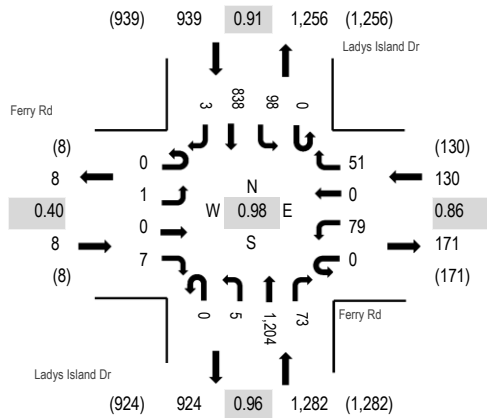 (939) 939 0.91 1,256 (1,256)
Ladys Island Dr
Ferry Rd
3 838 98 0
(8) 0 51 (130)
8 1 N 0 130
0.40 0 W 0.98 E 79 0.86
8 7 S 0 171
(8) (171)
0 5 1,204 73
Ferry Rd
Ladys Island Dr
(924) 924 0.96 1,282 (1,282)